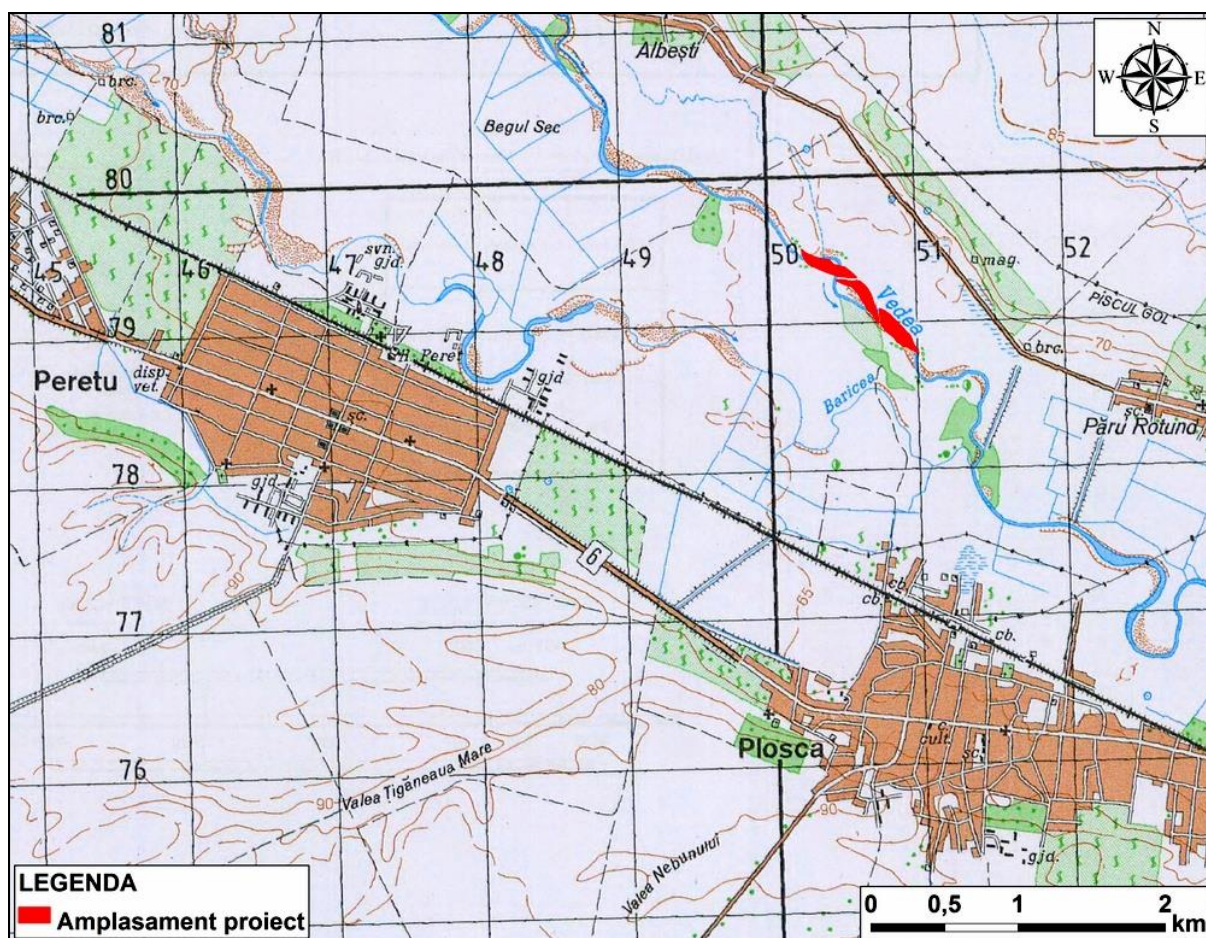 81
Albești
N
W E
S
brc.
70
brc.
Begul Sec
85
80
45
46
47
svn.
gjd.
48
49
50
51
52
mag.
PISCUL GOL
Vedea
79
70
brc.
Peretu
disp.
vet.
gjd
Baricea
sc.
Păru Rotund
sc.
78
gjd.
6
90
77
65
cb.
cb.
cb.
80
Plosca
c.
cult.
sc.
76
Valea Țigăneaua Mare
90
90
Valea Nebunului
gjd.
LEGENDA
Amplasament proiect
0 0,5 1 2
km